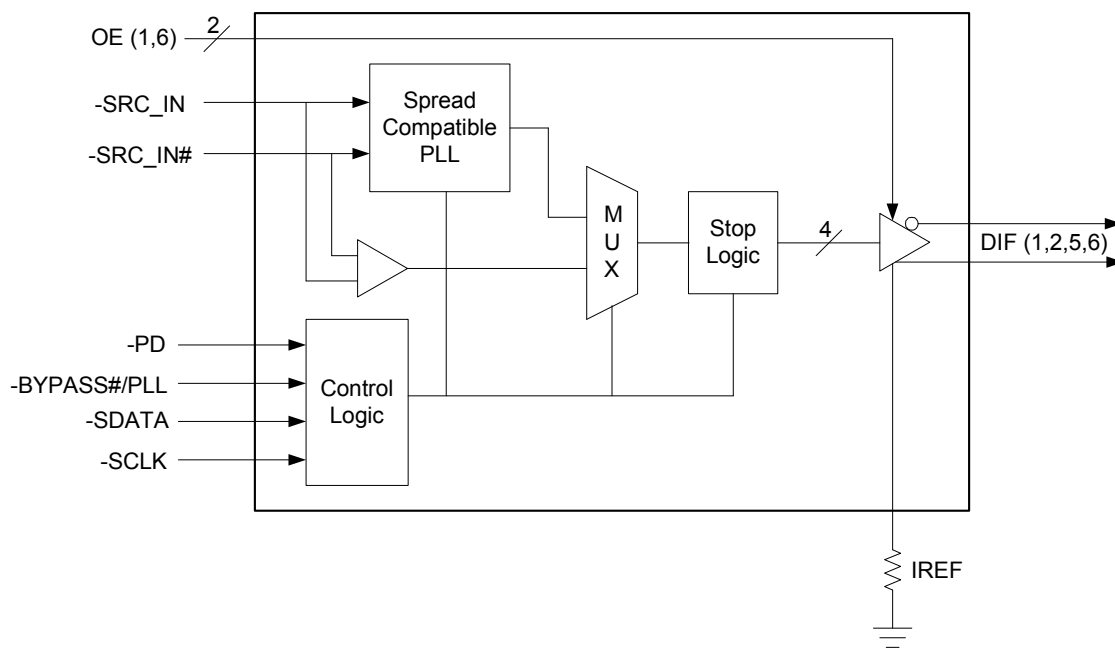 OE (1,6)
2
-SRC_IN
-SRC_IN#
Spread
Compatible
PLL
M
U
X
Stop
Logic
4
DIF (1,2,5,6)
-PD
-BYPASS#/PLL
-SDATA
-SCLK
Control
Logic
IREF